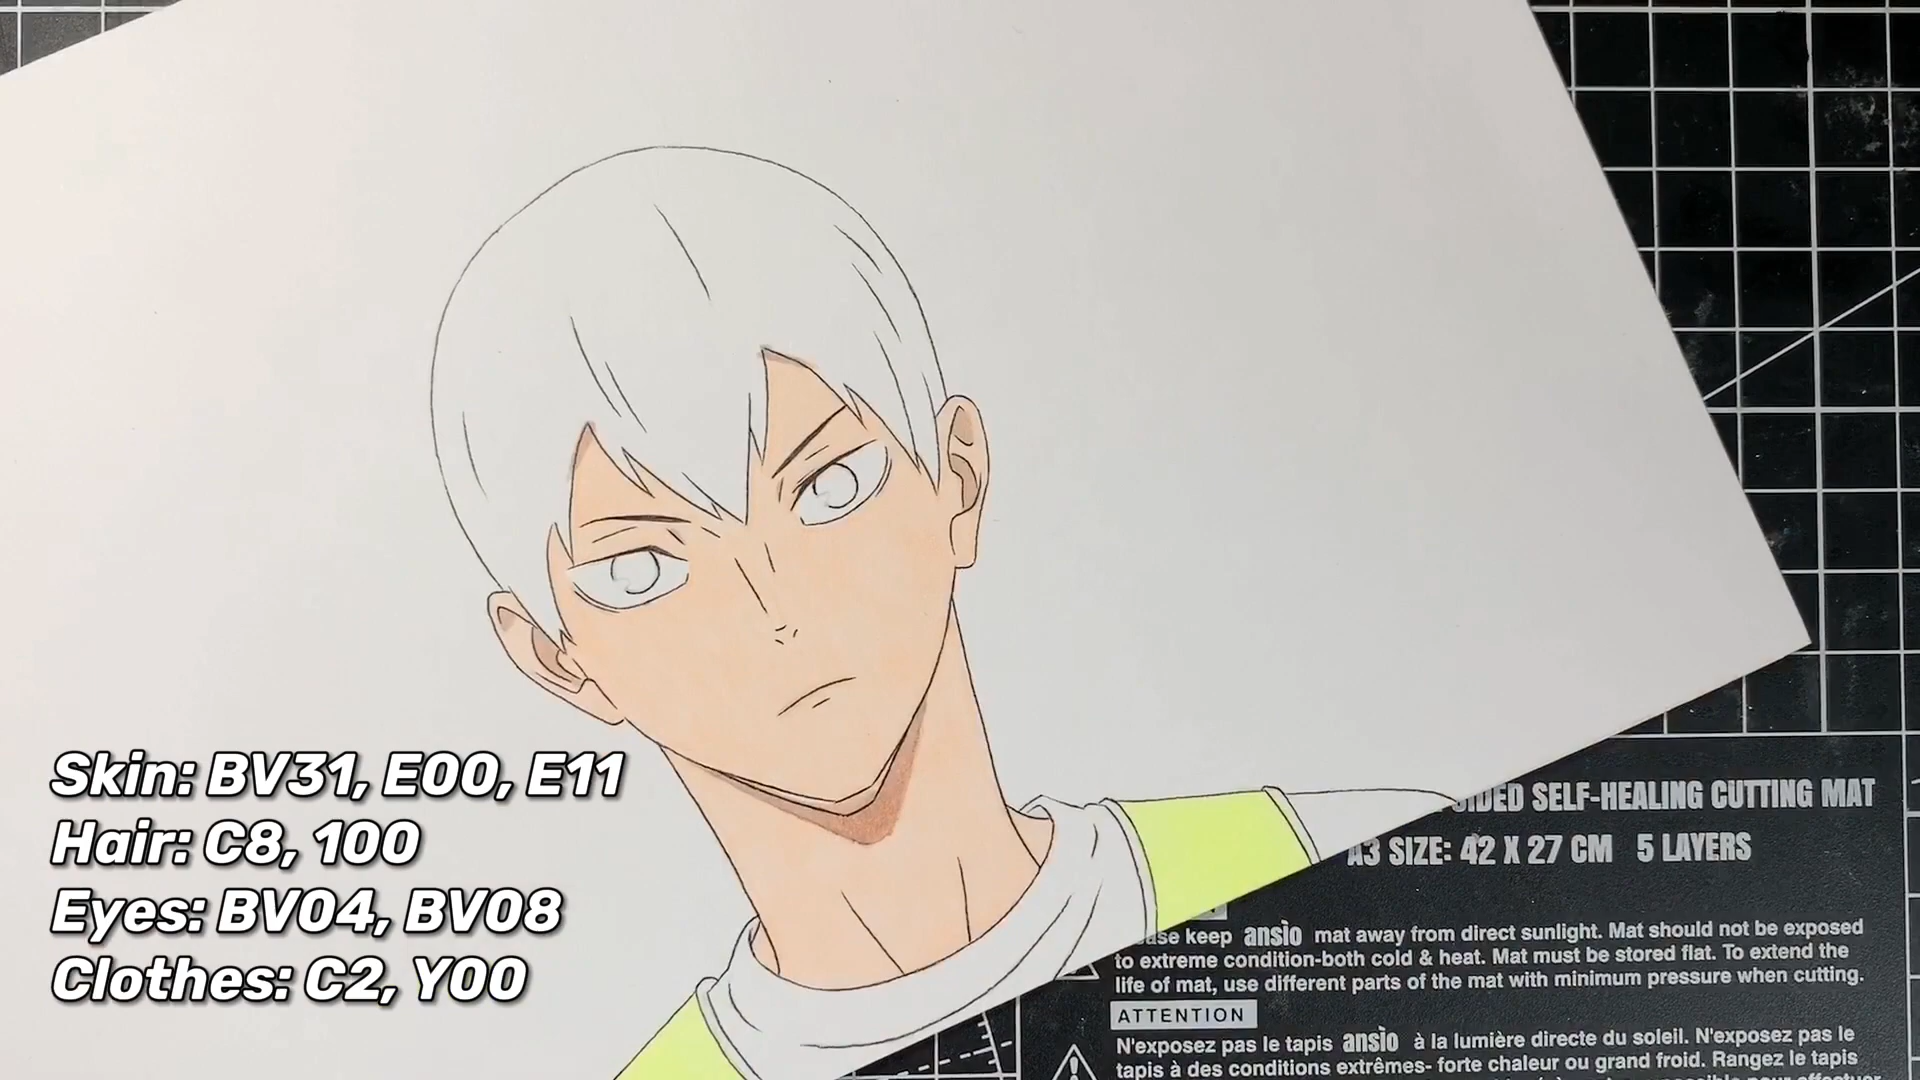 Skin: BV31, E00, E11
Hair: C8, 100
Eyes: BV04, BV08
Clothes: C2, Y00
SELF-HEALING CUTTING MAT
A3 SIZE: 42 X 27 CM 5 LAYERS
keep ansio mat away from direct sunlight. Mat should not be exposed
to extreme condition-both cold & heat. Mat must be stored flat. To extend the
life of mat, use different parts of the mat with minimum pressure when cutting.
ATTENTION
N'exposez pas le tapis ansio à la lumière directe du soleil. N'exposez pas le
tapis à des conditions extrêmes- forte chaleur ou grand froid. Rangez le tapis